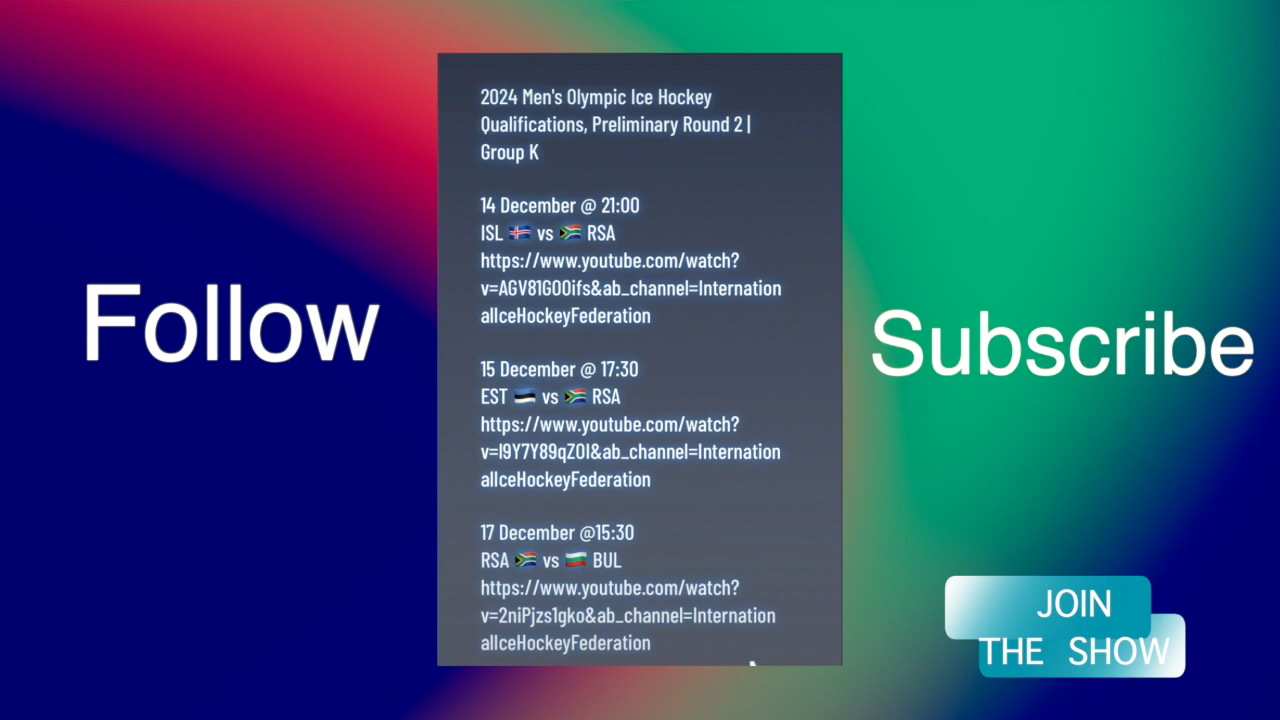 2024 Men's Olympic Ice Hockey
Qualifications, Preliminary Round 2 |
Group K
14 December @ 21:00
ISL 🇮🇸 vs 🇿🇦 RSA
https://www.youtube.com/watch?
v=AGV81GO0ifs&ab_channel=Internation
alIceHockeyFederation
15 December @ 17:30
EST 🇪🇪 vs 🇿🇦 RSA
https://www.youtube.com/watch?
v=I9Y7Y89qZOI&ab_channel=Internation
alIceHockeyFederation
17 December @15:30
RSA 🇿🇦 vs 🇧🇬 BUL
https://www.youtube.com/watch?
v=2niPjzs1gko&ab_channel=Internation
alIceHockeyFederation
Follow
Subscribe
JOIN
THE SHOW